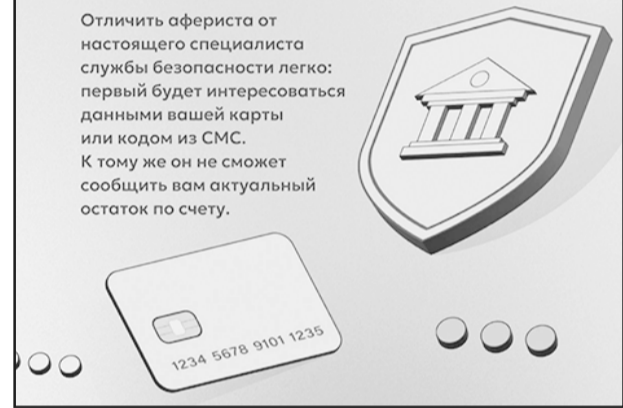 Отличить афериста от
настоящего специалиста
службы безопасности легко:
первый будет интересоваться
данными вашей карты
или кодом из СМС.
К тому же он не сможет
сообщить вам актуальный
остаток по счету.
1234 5678 9101 1235